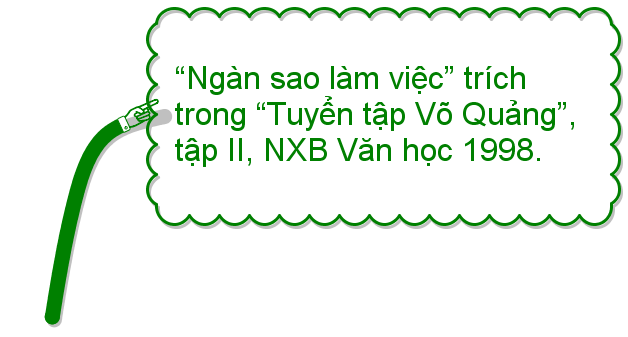 “Ngàn sao làm việc” trích
trong “Tuyển tập Võ Quảng”,
tập II, NXB Văn học 1998.